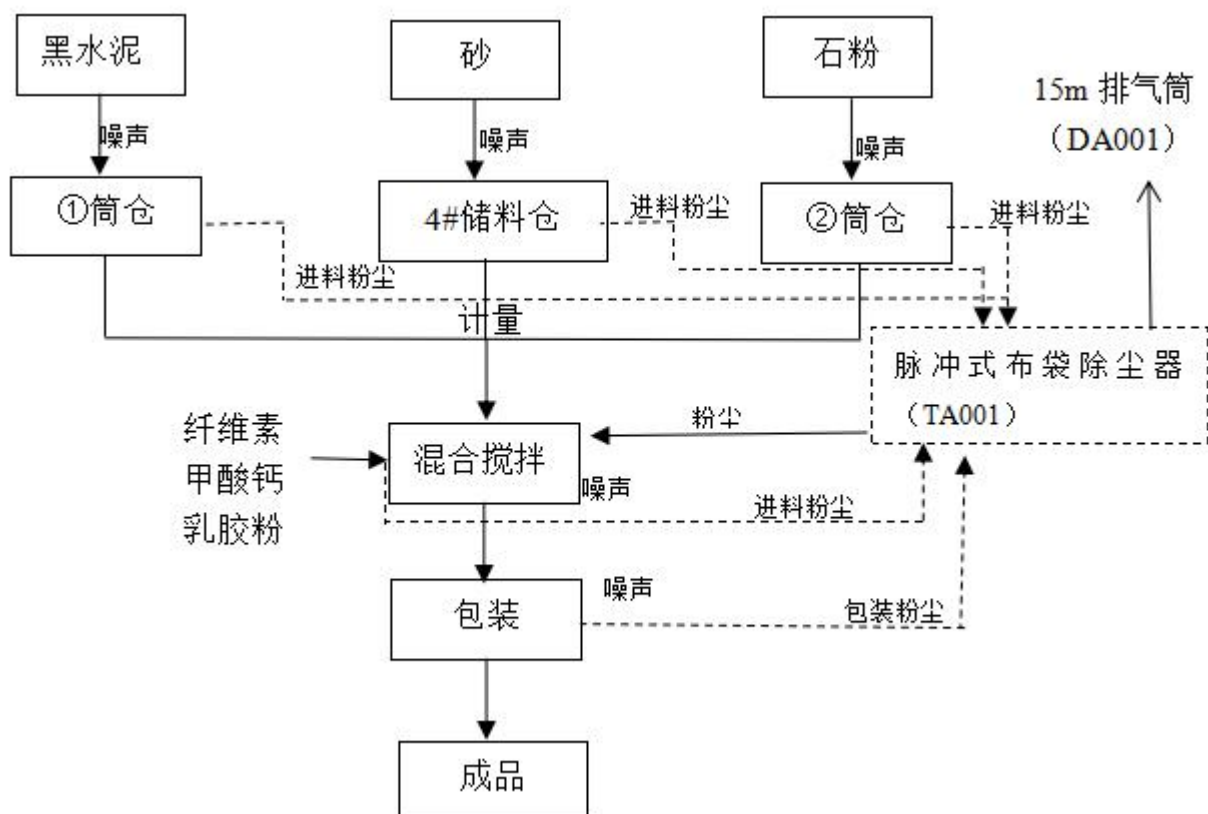 黑水泥
砂
石粉
15m 排气筒
（DA001）
噪声
噪声
噪声
①筒仓
4#储料仓
②筒仓
进料粉尘
进料粉尘
进料粉尘
计量
脉冲式布袋除尘器
（TA001）
粉尘
纤维素
甲酸钙
乳胶粉
混合搅拌
噪声
进料粉尘
包装
噪声
包装粉尘
成品